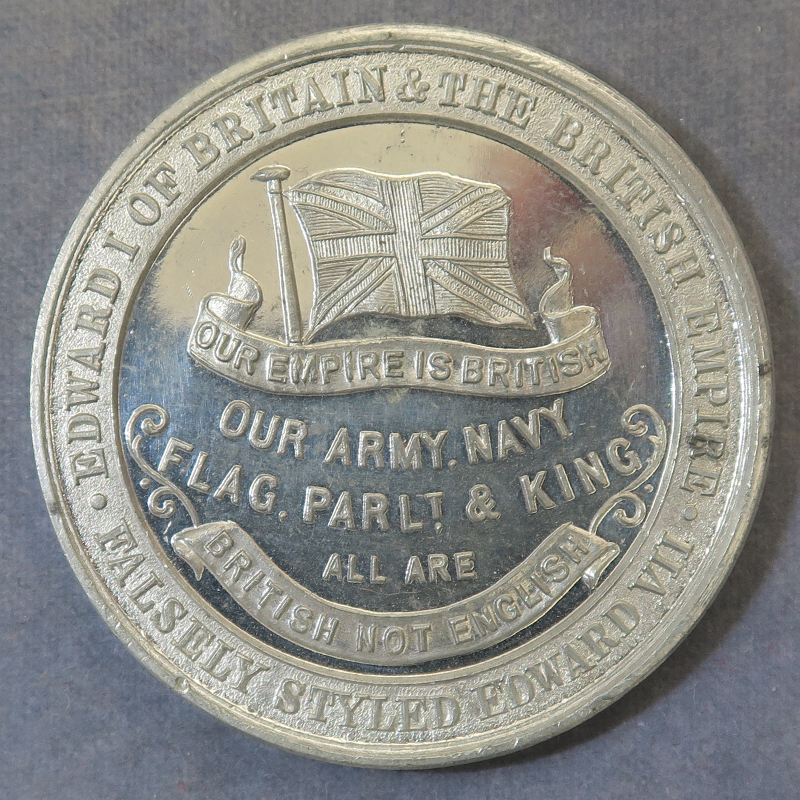 · EDWARD I OF BRITAIN & THE BRITISH EMPIRE ·
FALSELY STYLED EDWARD VII
OUR EMPIRE IS BRITISH
OUR ARMY. NAVY
FLAG. PARLT. & KING
ALL ARE
BRITISH NOT ENGLISH